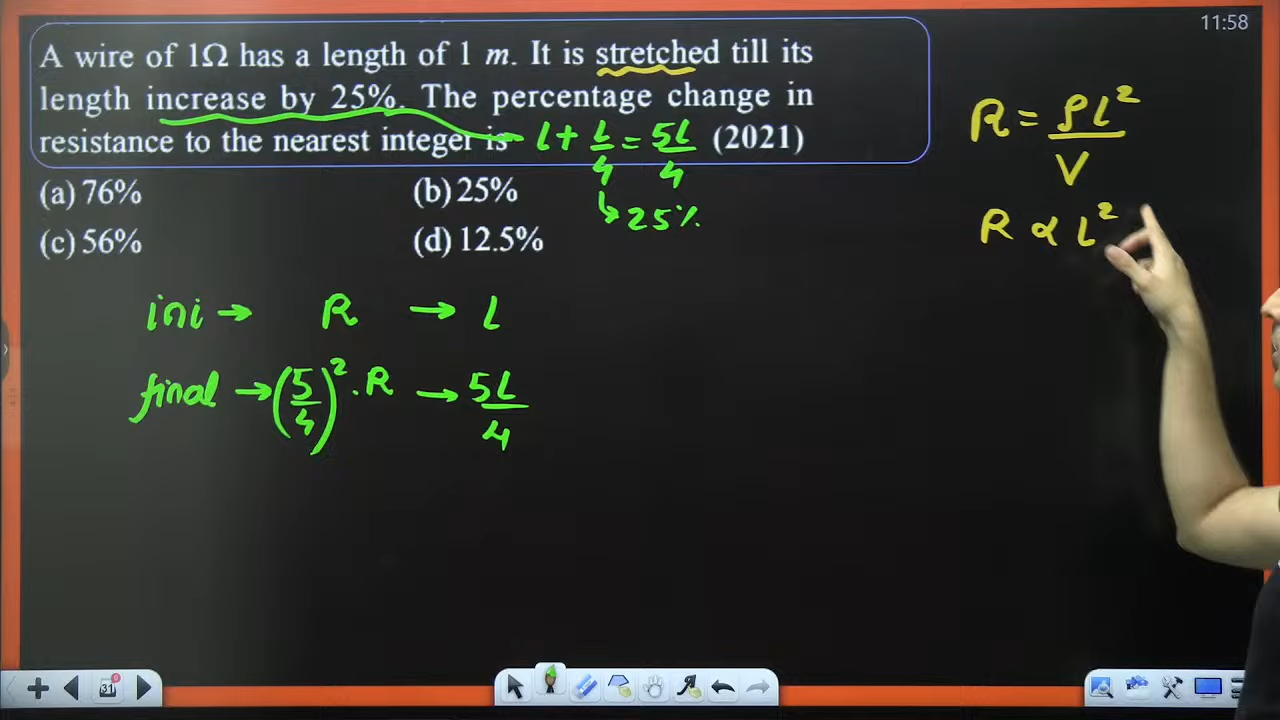 11:58
A wire of 1Ω has a length of 1 m. It is stretched till its
length increase by 25%. The percentage change in
resistance to the nearest integer is (2021)
L + L/4 = 5L/4
25%
(a) 76%
(b) 25%
(c) 56%
(d) 12.5%
R = ρL²/V
R ∝ L²
ini → R → L
final → (5/4)² . R → 5L/4
31